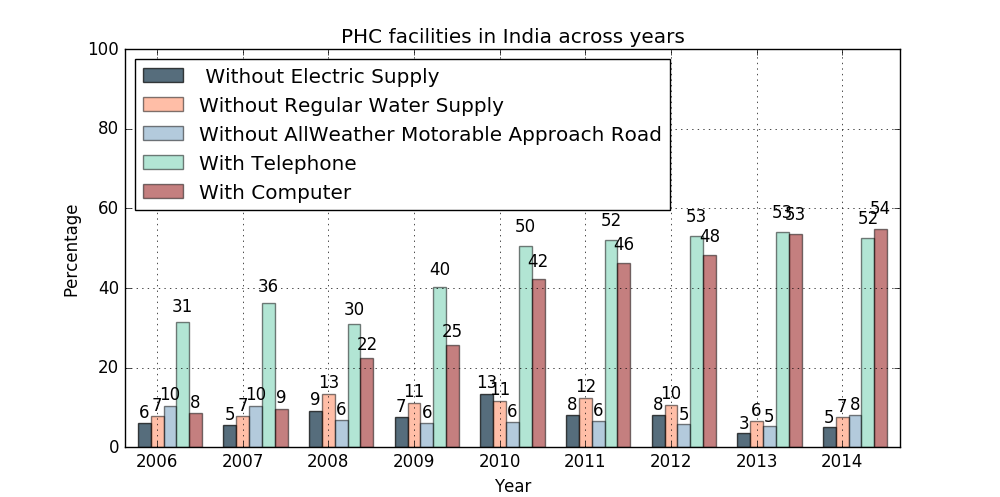 PHC facilities in India across years
100
80
60
40
20
0
Percentage
Without Electric Supply
Without Regular Water Supply
Without AllWeather Motorable Approach Road
With Telephone
With Computer
6 7 10 31 8
5 7 10 36 9
9 13 6 30 22
7 11 6 40 25
13 11 6 50 42
8 12 6 52 46
8 10 5 53 48
3 6 5 53 53
5 7 8 52 54
2006 2007 2008 2009 2010 2011 2012 2013 2014
Year